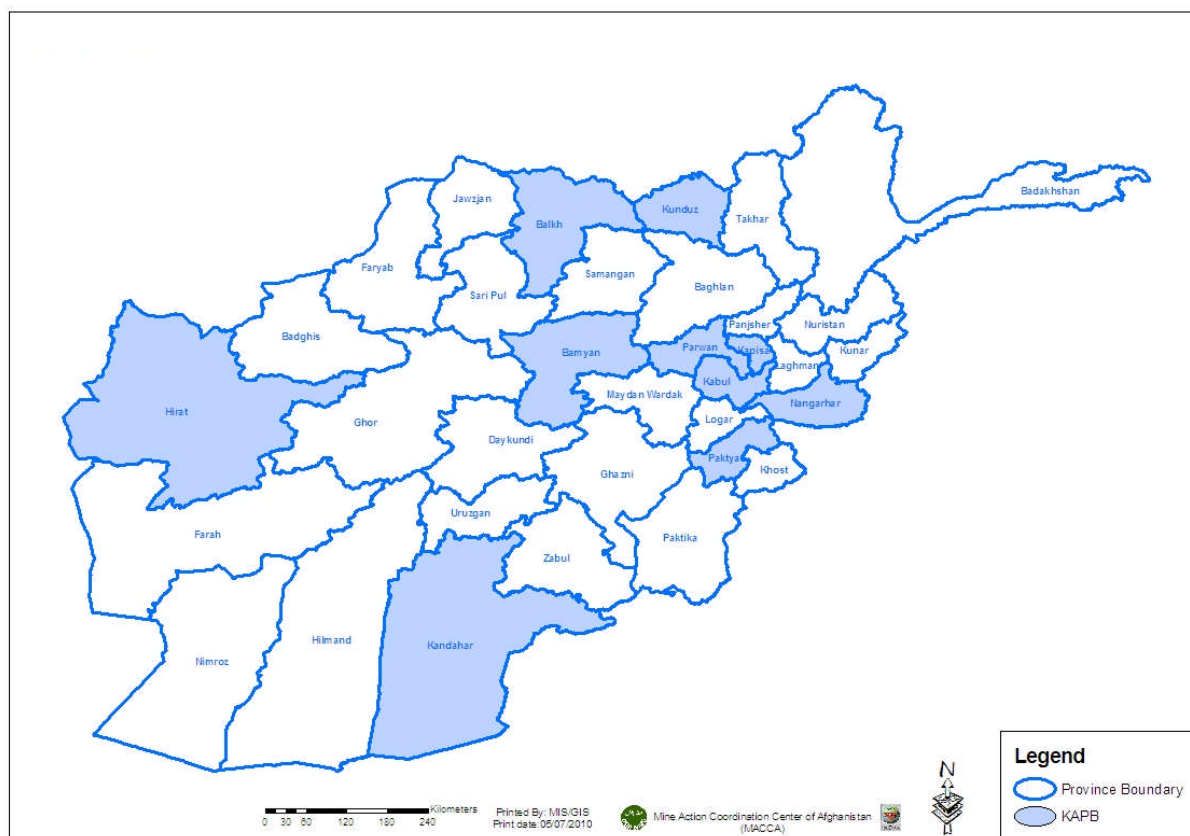 Badakhshan
Jawzjan
Kunduz
Balkh
Takhar
Faryab
Samangan
Baghlan
Sari Pul
Panjsher
Nuristan
Badghis
Parwan
Kapisa
Kunar
Bamyan
Laghman
Kabul
Maydan Wardak
Nangarhar
Hirat
Ghor
Logar
Daykundi
Paktya
Khost
Ghazni
Uruzgan
Farah
Zabul
Paktika
Hilmand
Kandahar
Nimroz
Legend
Province Boundary
KAPB
N
Kilometers
0 30 60 120 180 240
Printed By: MIS/GIS
Print date:05/07/2010
Mine Action Coordination Center of Afghanistan
(MACCA)